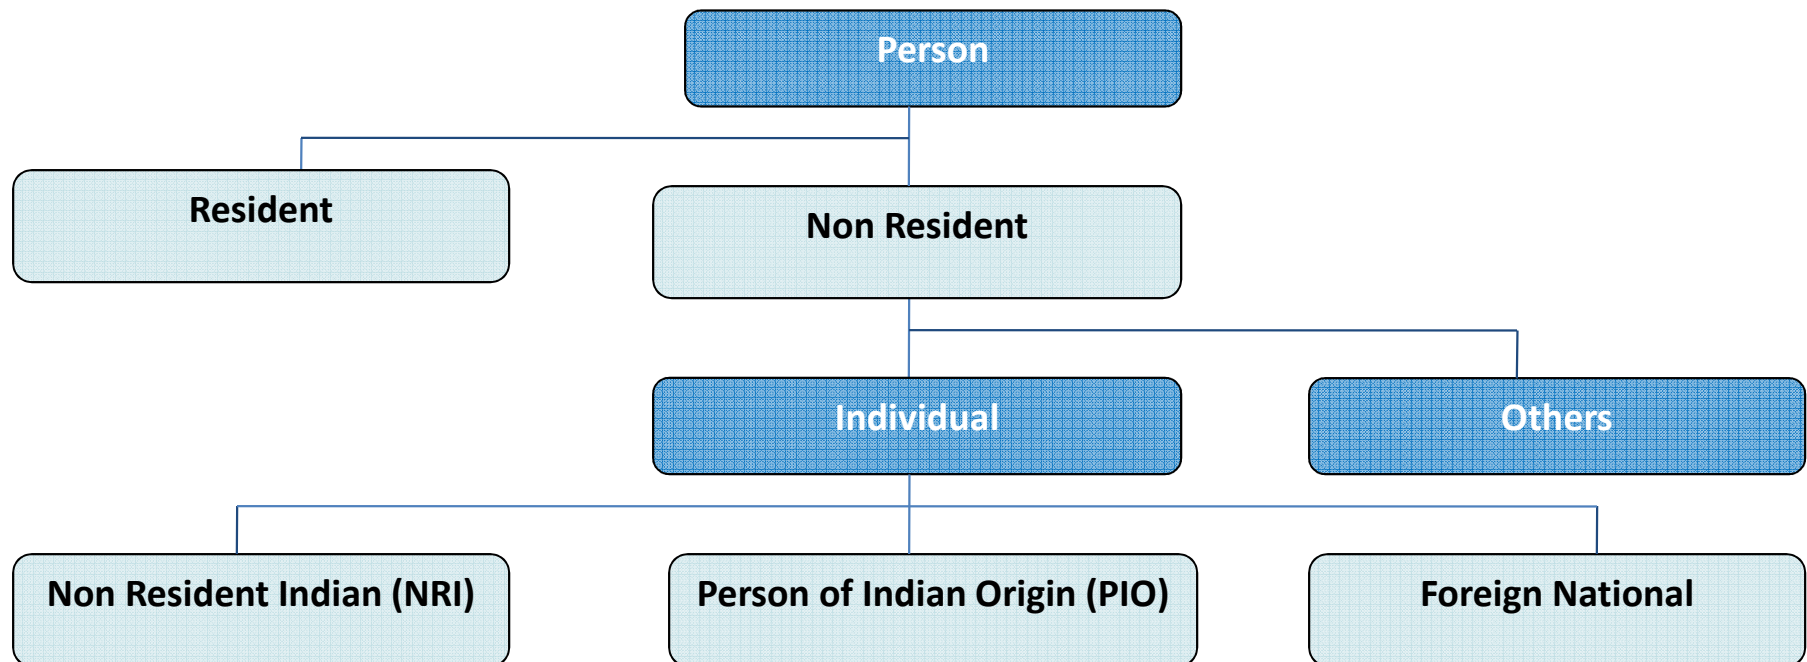 Person
Resident
Non Resident
Individual
Others
Non Resident Indian (NRI)
Person of Indian Origin (PIO)
Foreign National